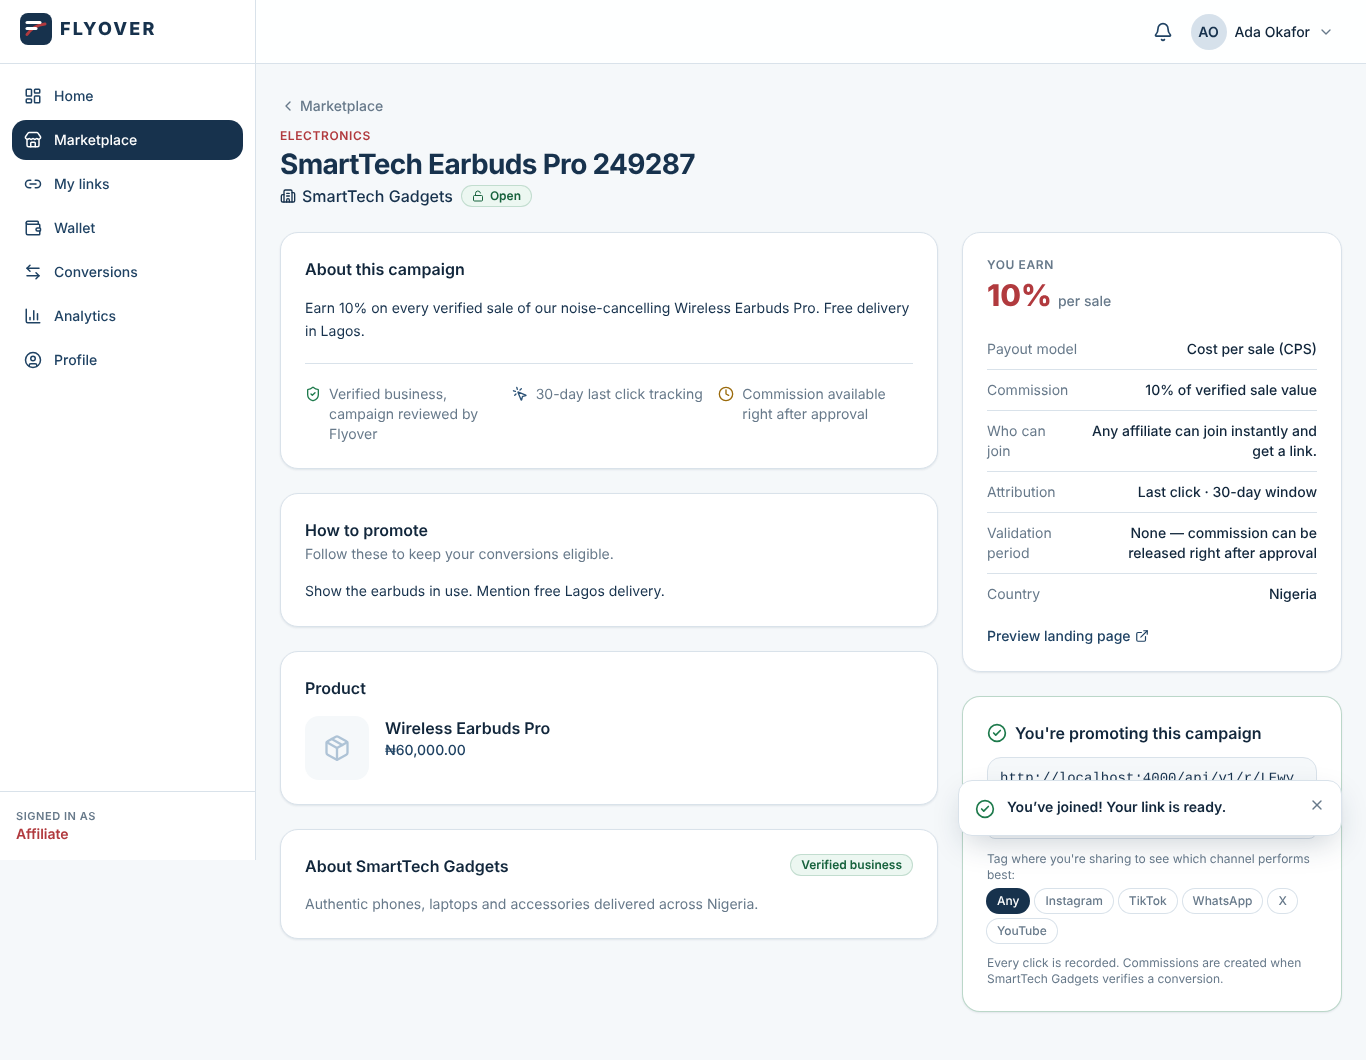 FLYOVER
AO
Ada Okafor
Home
Marketplace
My links
Wallet
Conversions
Analytics
Profile
SIGNED IN AS
Affiliate
Marketplace
ELECTRONICS
SmartTech Earbuds Pro 249287
SmartTech Gadgets
Open
About this campaign
Earn 10% on every verified sale of our noise-cancelling Wireless Earbuds Pro. Free delivery
in Lagos.
Verified business,
campaign reviewed by
Flyover
30-day last click tracking
Commission available
right after approval
How to promote
Follow these to keep your conversions eligible.
Show the earbuds in use. Mention free Lagos delivery.
Product
Wireless Earbuds Pro
₦60,000.00
About SmartTech Gadgets
Verified business
Authentic phones, laptops and accessories delivered across Nigeria.
YOU EARN
10% per sale
Payout model
Cost per sale (CPS)
Commission
10% of verified sale value
Who can
join
Any affiliate can join instantly and
get a link.
Attribution
Last click · 30-day window
Validation
period
None — commission can be
released right after approval
Country
Nigeria
Preview landing page
You're promoting this campaign
http://localhost:4000/api/v1/r/LEwv
You’ve joined! Your link is ready.
Tag where you're sharing to see which channel performs
best:
Any
Instagram
TikTok
WhatsApp
X
YouTube
Every click is recorded. Commissions are created when
SmartTech Gadgets verifies a conversion.